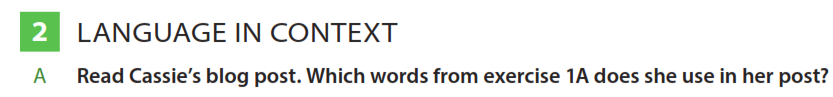 2 LANGUAGE IN CONTEXT
A Read Cassie's blog post. Which words from exercise 1A does she use in her post?